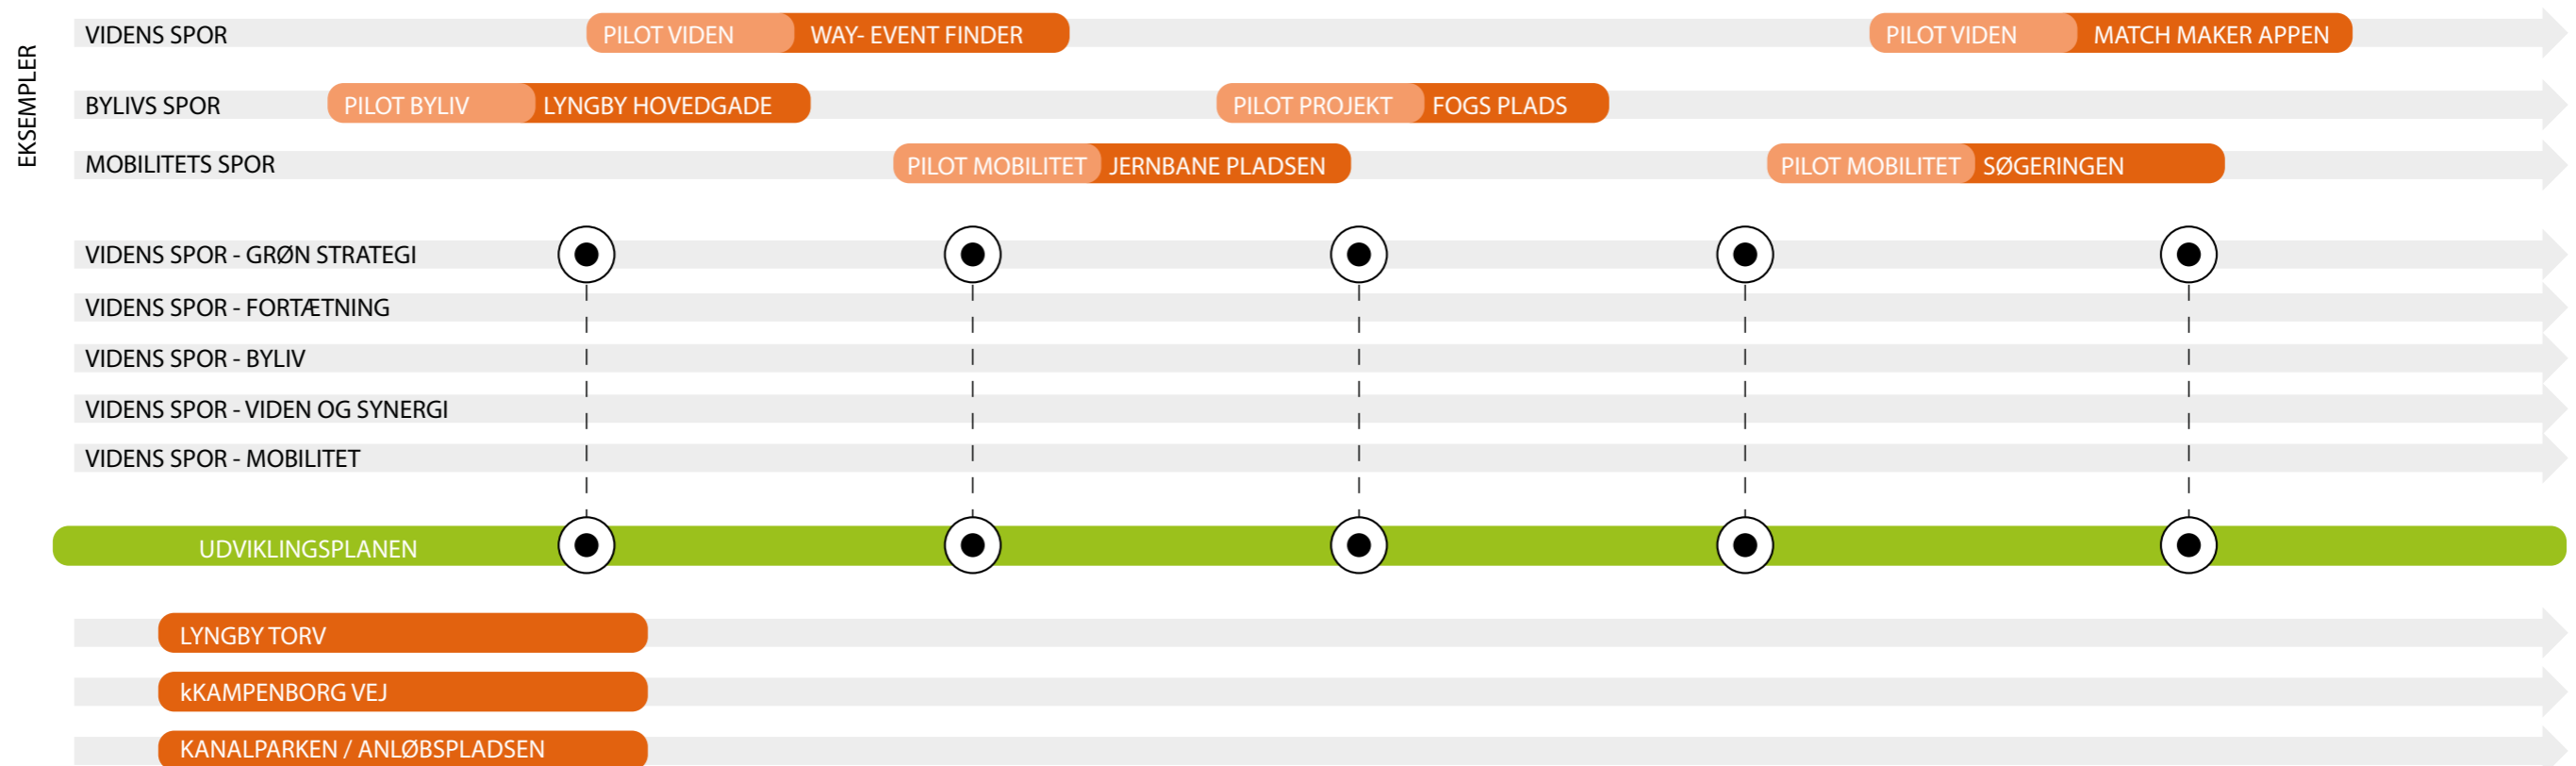 EKSEMPLER
VIDENS SPOR PILOT VIDEN WAY- EVENT FINDER PILOT VIDEN MATCH MAKER APPEN
BYLIVS SPOR PILOT BYLIV LYNGBY HOVEDGADE PILOT PROJEKT FOGS PLADS
MOBILITETS SPOR PILOT MOBILITET JERNBANE PLADSEN PILOT MOBILITET SØGERINGEN
VIDENS SPOR - GRØN STRATEGI
VIDENS SPOR - FORTÆTNING
VIDENS SPOR - BYLIV
VIDENS SPOR - VIDEN OG SYNERGI
VIDENS SPOR - MOBILITET
UDVIKLINGSPLANEN
LYNGBY TORV
kKAMPENBORG VEJ
KANALPARKEN / ANLØBSPLADSEN